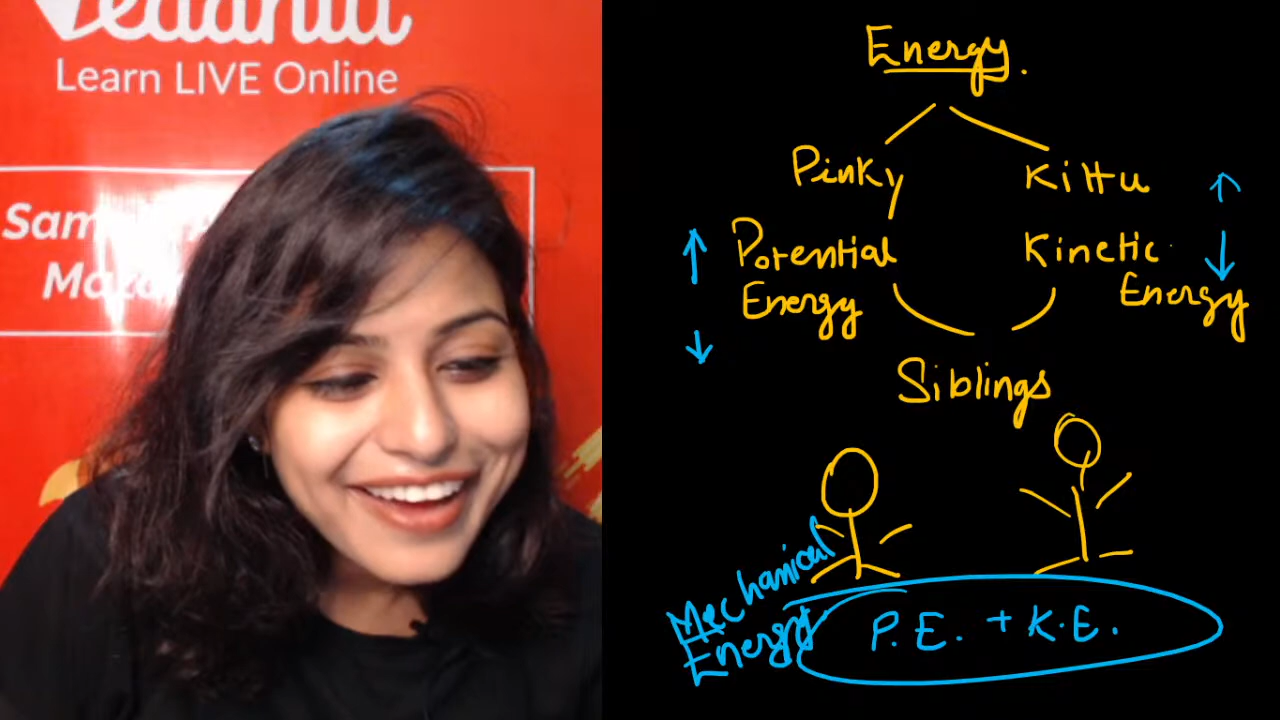 Learn LIVE Online
Energy.
Pinky
Kittu
Potential
Energy
Kinetic
Energy
Siblings
Mechanical
Energy
P.E. + K.E.